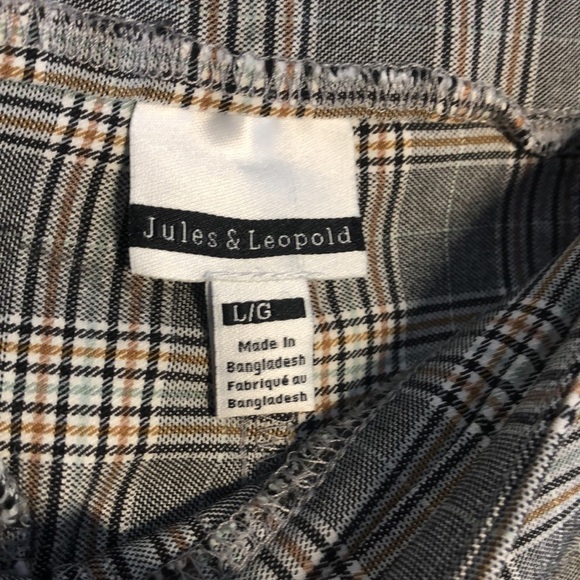 Jules & Leopold
L/G
Made In
Bangladesh
Fabriqué au
Bangladesh